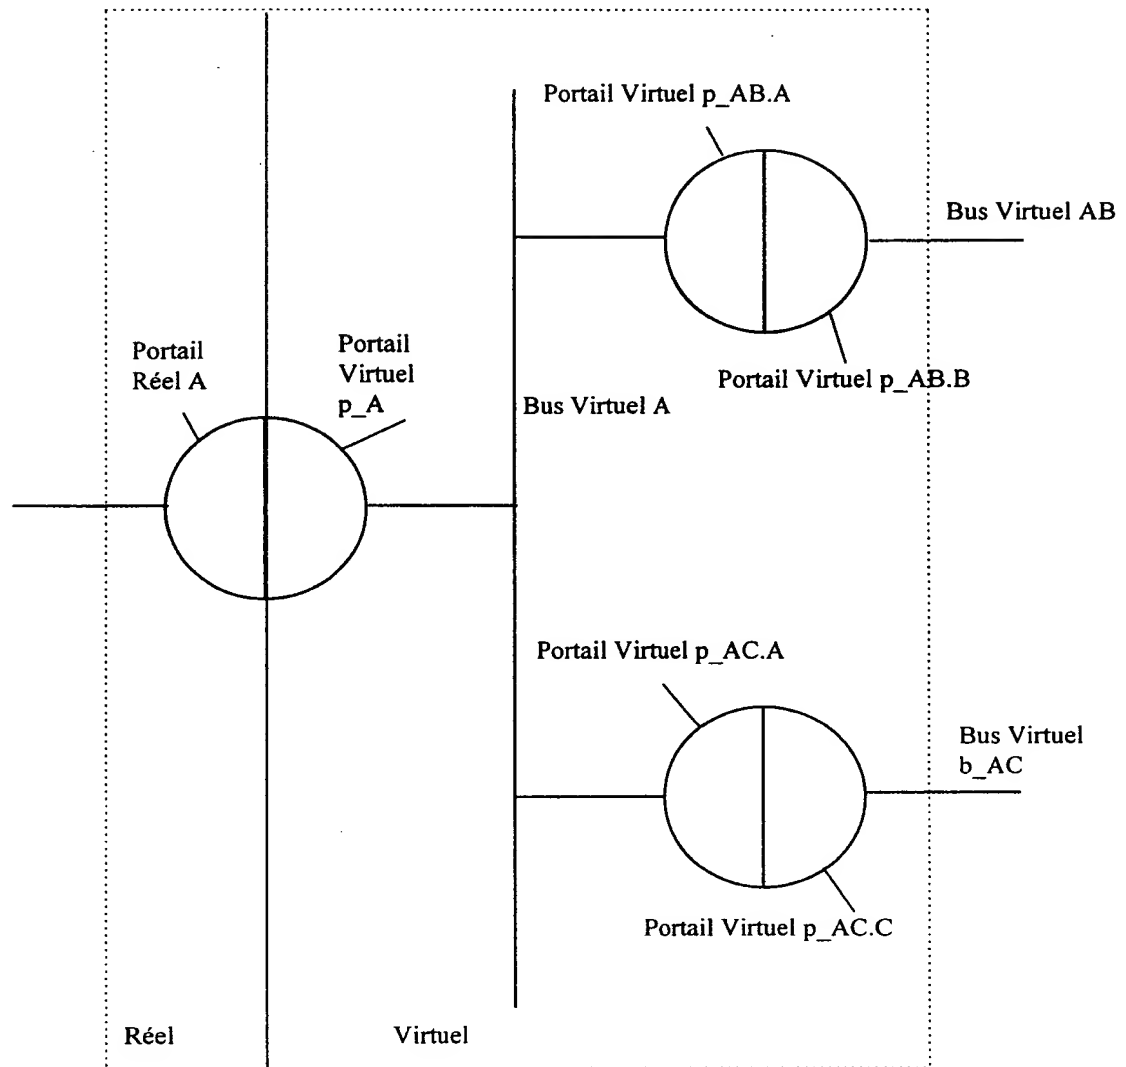 Portail Virtuel p_AB.A
Bus Virtuel AB
Portail
Réel A
Portail
Virtuel
p_A
Portail Virtuel p_AB.B
Bus Virtuel A
Portail Virtuel p_AC.A
Bus Virtuel
b_AC
Portail Virtuel p_AC.C
Réel
Virtuel